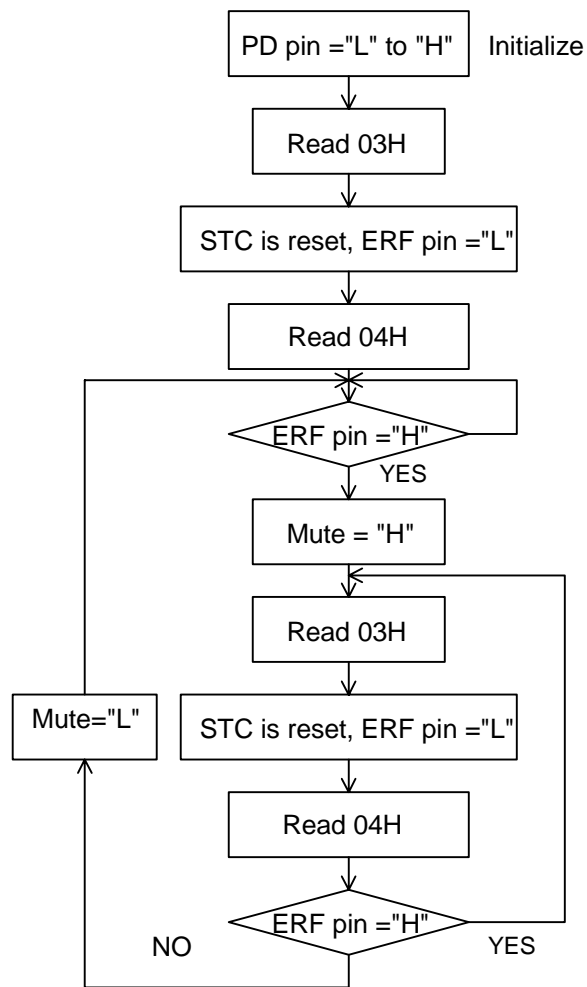 PD pin ="L" to "H"
Initialize
Read 03H
STC is reset, ERF pin ="L"
Read 04H
ERF pin ="H"
YES
Mute = "H"
Read 03H
Mute="L"
STC is reset, ERF pin ="L"
Read 04H
ERF pin ="H"
NO
YES